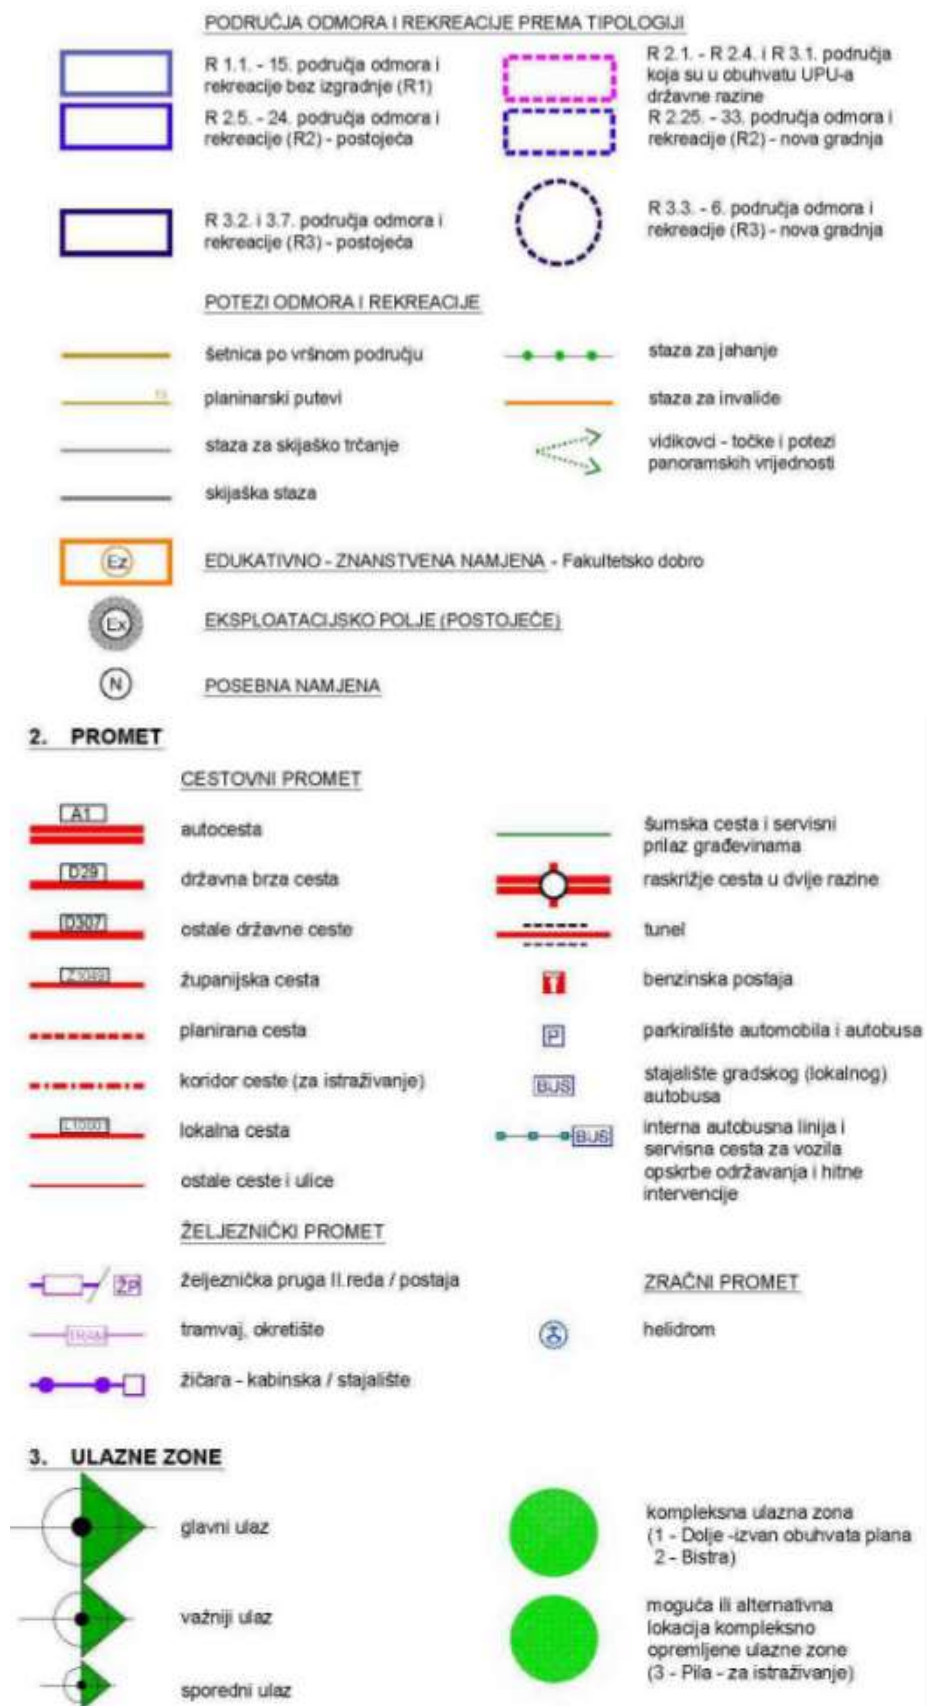 PODRUČJA ODMORA I REKREACIJE PREMA TIPOLOGIJI
R 1.1. - 15. područja odmora i
rekreacije bez izgradnje (R1)
R 2.1. - R 2.4. i R 3.1. područja
koja su u obuhvatu UPU-a
državne razine
R 2.5. - 24. područja odmora i
rekreacije (R2) - postojeća
R 2.25. - 33. područja odmora i
rekreacije (R2) - nova gradnja
R 3.2. i 3.7. područja odmora i
rekreacije (R3) - postojeća
R 3.3. - 6. područja odmora i
rekreacije (R3) - nova gradnja
POTEZI ODMORA I REKREACIJE
šetnica po vršnom području
staza za jahanje
planinarski putevi
staza za invalide
staza za skijaško trčanje
vidikovci - točke i potezi
panoramskih vrijednosti
skijaška staza
Ez
EDUKATIVNO - ZNANSTVENA NAMJENA - Fakultetsko dobro
Ex
EKSPLOATACIJSKO POLJE (POSTOJEČE)
N
POSEBNA NAMJENA
2. PROMET
CESTOVNI PROMET
A1
autocesta
šumska cesta i servisni
prilaz građevinama
D29
državna brza cesta
raskrižje cesta u dvije razine
D307
ostale državne ceste
tunel
Z1049
županijska cesta
benzinska postaja
planirana cesta
P
parkiralište automobila i autobusa
koridor ceste (za istraživanje)
BUS
stajalište gradskog (lokalnog)
autobusa
L10001
lokalna cesta
BUS
interna autobusna linija i
servisna cesta za vozila
opskrbe održavanja i hitne
intervencije
ostale ceste i ulice
ŽELJEZNIČKI PROMET
ŽP
željeznička pruga II.reda / postaja
ZRAČNI PROMET
TRAM
tramvaj, okretište
helidrom
žičara - kabinska / stajalište
3. ULAZNE ZONE
glavni ulaz
kompleksna ulazna zona
(1 - Dolje -izvan obuhvata plana
2 - Bistra)
važniji ulaz
moguća ili alternativna
lokacija kompleksno
opremljene ulazne zone
(3 - Pila - za istraživanje)
sporedni ulaz